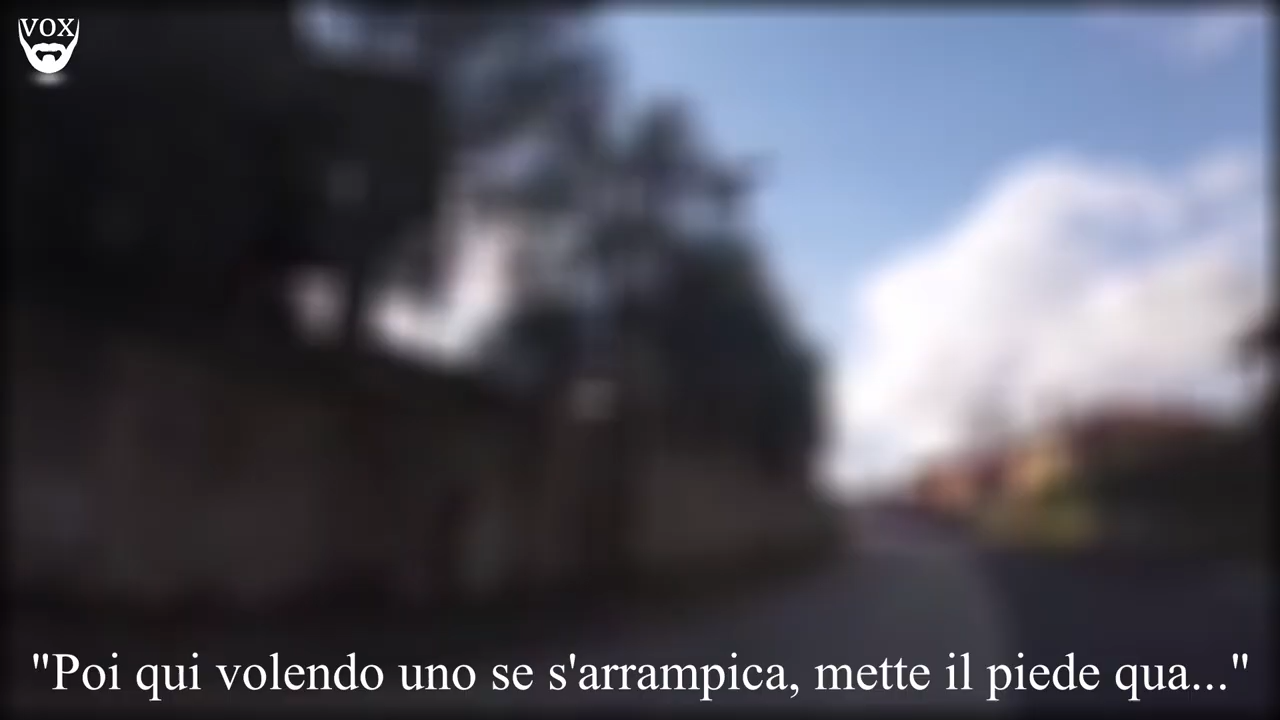 VOX
"Poi qui volendo uno se s'arrampica, mette il piede qua..."